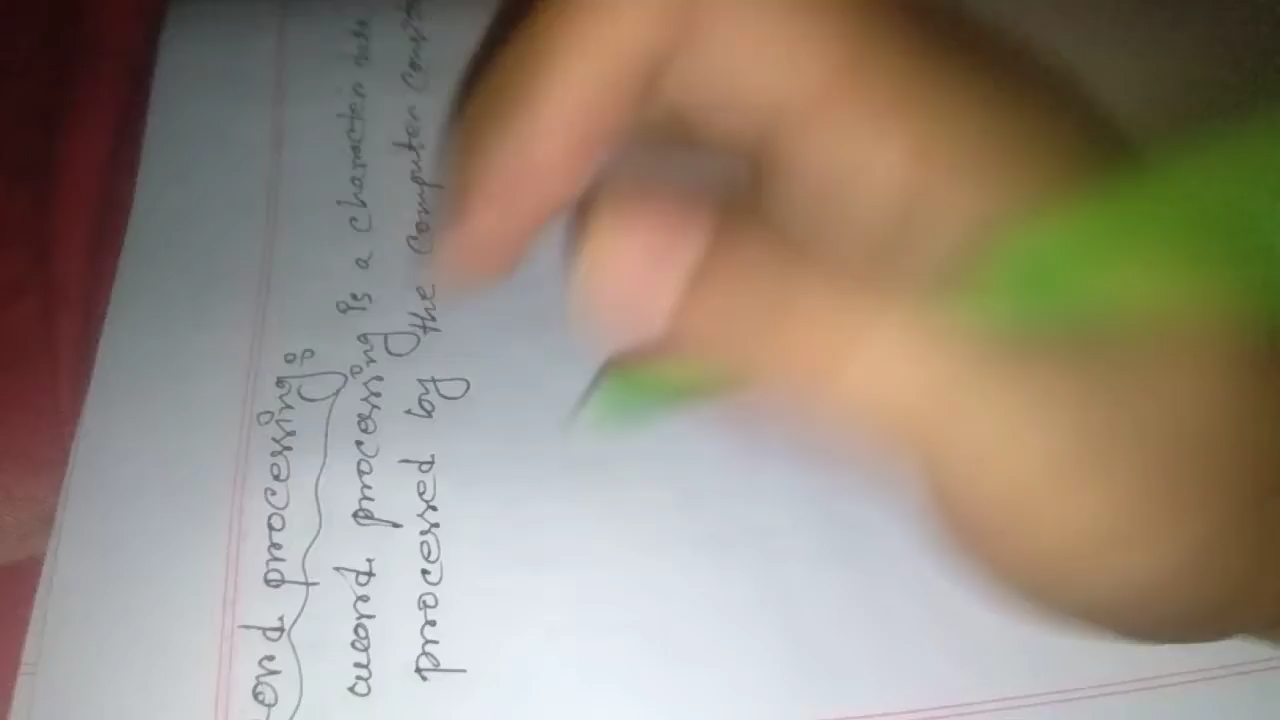 ord processing:
word processing is a character
processed by the computer